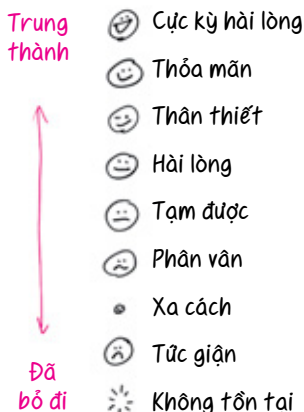 Trung
thành
Cực kỳ hài lòng
Thỏa mãn
Thân thiết
Hài lòng
Tạm được
Phân vân
Xa cách
Tức giận
Đã
bỏ đi
Không tồn tại